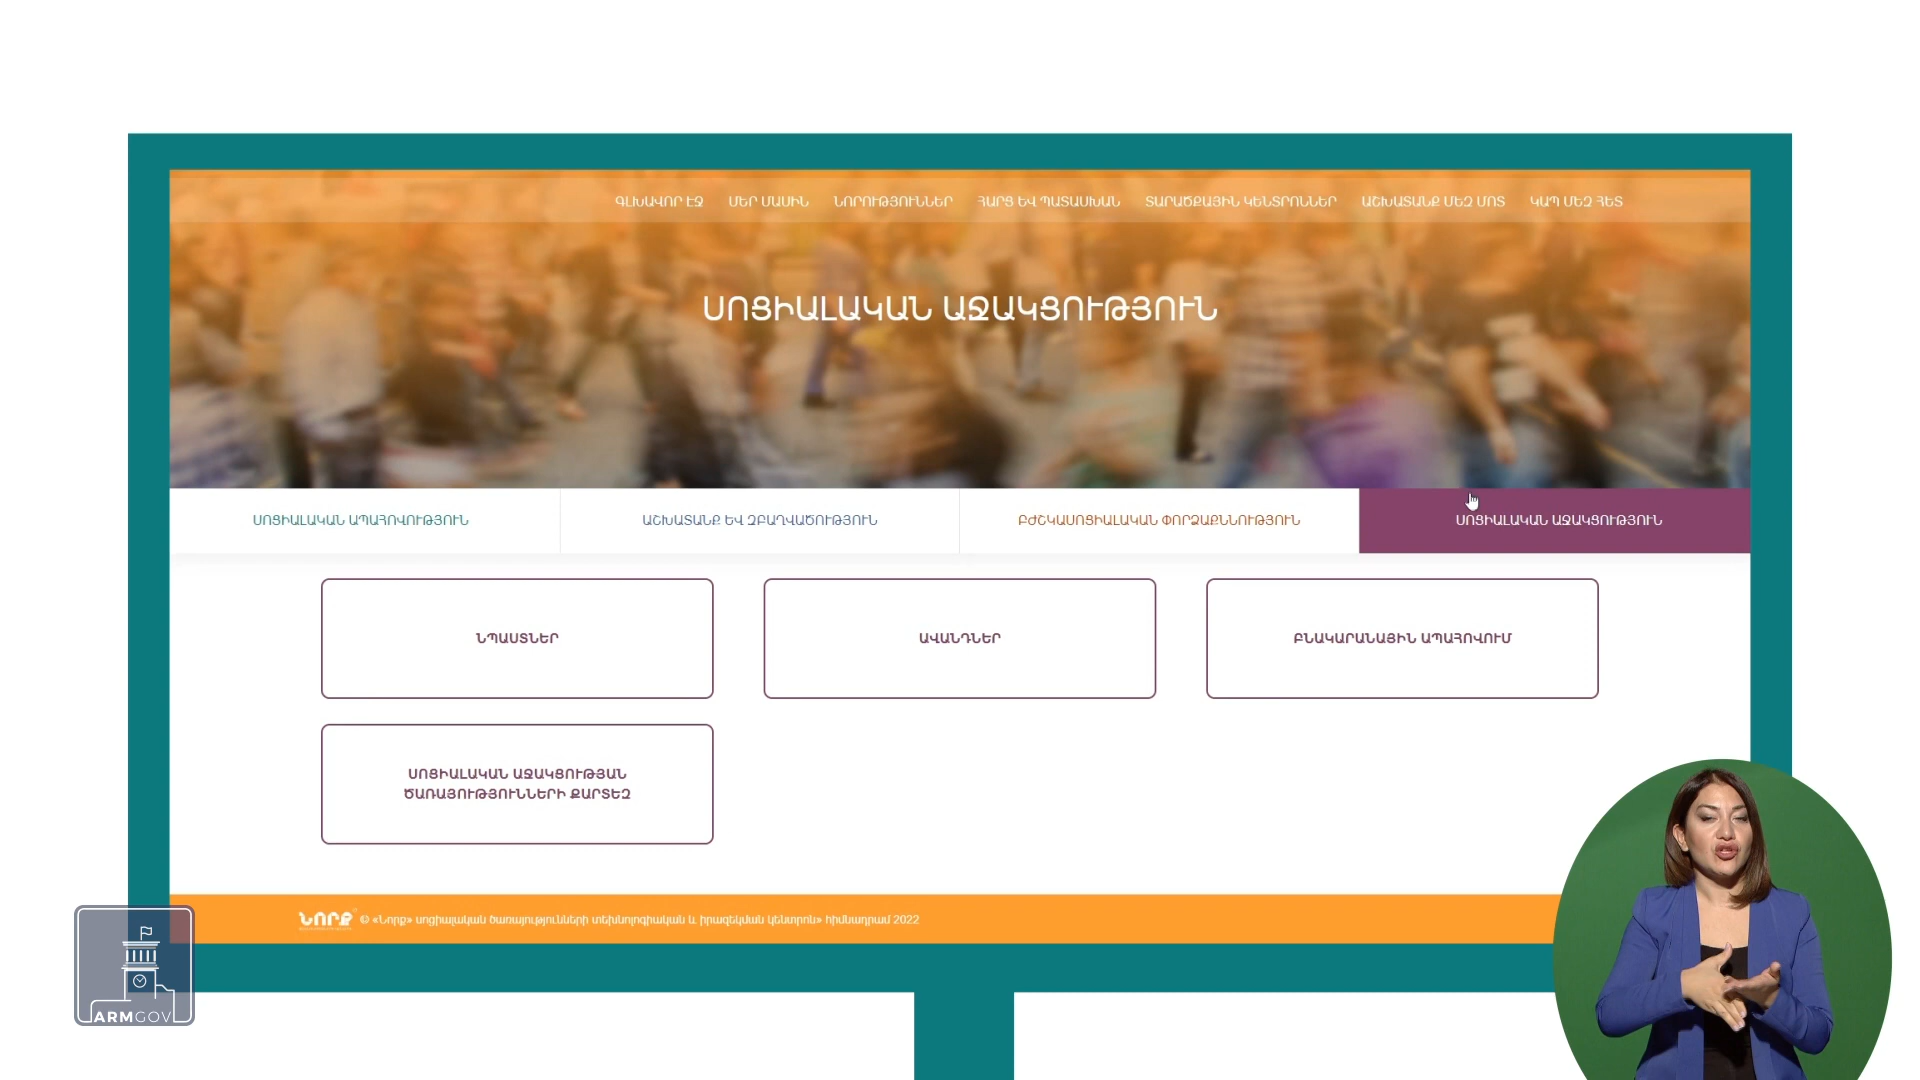 ԳԼԽԱՎՈՐ ԷՋ ՄԵՐ ՄԱՍԻՆ ՆՈՐՈՒԹՅՈՒՆՆԵՐ ՀԱՐՑ ԵՎ ՊԱՏԱՍԽԱՆ ՏԱՐԱԾՔԱՅԻՆ ԿԵՆՏՐՈՆՆԵՐ ԱՇԽԱՏԱՆՔ ՄԵԶ ՄՈՏ ԿԱՊ ՄԵԶ ՀԵՏ
ՍՈՑԻԱԼԱԿԱՆ ԱՋԱԿՑՈՒԹՅՈՒՆ
ՍՈՑԻԱԼԱԿԱՆ ԱՊԱՀՈՎՈՒԹՅՈՒՆ
ԱՇԽԱՏԱՆՔ ԵՎ ԶԲԱՂՎԱԾՈՒԹՅՈՒՆ
ԲԺՇԿԱՍՈՑԻԱԼԱԿԱՆ ՓՈՐՁԱՔՆՆՈՒԹՅՈՒՆ
ՍՈՑԻԱԼԱԿԱՆ ԱՋԱԿՑՈՒԹՅՈՒՆ
ՆՊԱՍՏՆԵՐ
ԱՎԱՆԴՆԵՐ
ԲՆԱԿԱՐԱՆԱՅԻՆ ԱՊԱՀՈՎՈՒՄ
ՍՈՑԻԱԼԱԿԱՆ ԱՋԱԿՑՈՒԹՅԱՆ
ԾԱՌԱՅՈՒԹՅՈՒՆՆԵՐԻ ՔԱՐՏԵԶ
ՆՈՐՔ © «Նորք» սոցիալական ծառայությունների տեխնոլոգիական և իրազեկման կենտրոն» հիմնադրամ 2022
ARMGOV